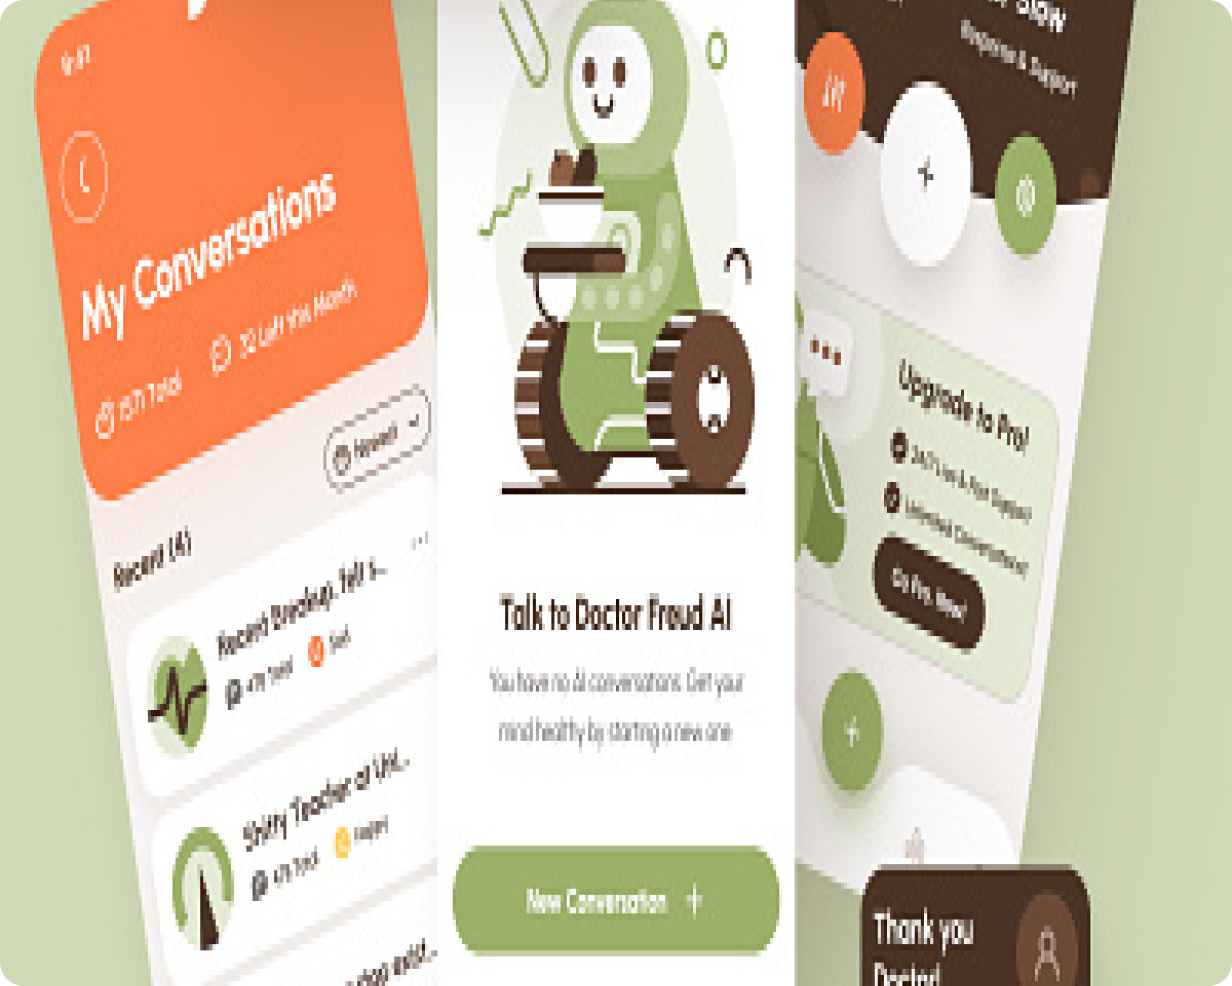 9:41
My Conversations
1571 Total
32 Left this Month
Newest
Recent (4)
Recent Breakup, felt s...
478 Total
Sad
Shitty Teacher at Uni...
478 Total
Happy
exist...
Talk to Doctor Freud AI
You have no AI conversations. Get your
mind healthy by starting a new one
New Conversation +
Slow
Response & Support
Upgrade to Pro!
24/7 Live & Fast Support
Unlimited Conversations!
Go Pro, Now!
Thank you
Doctor!